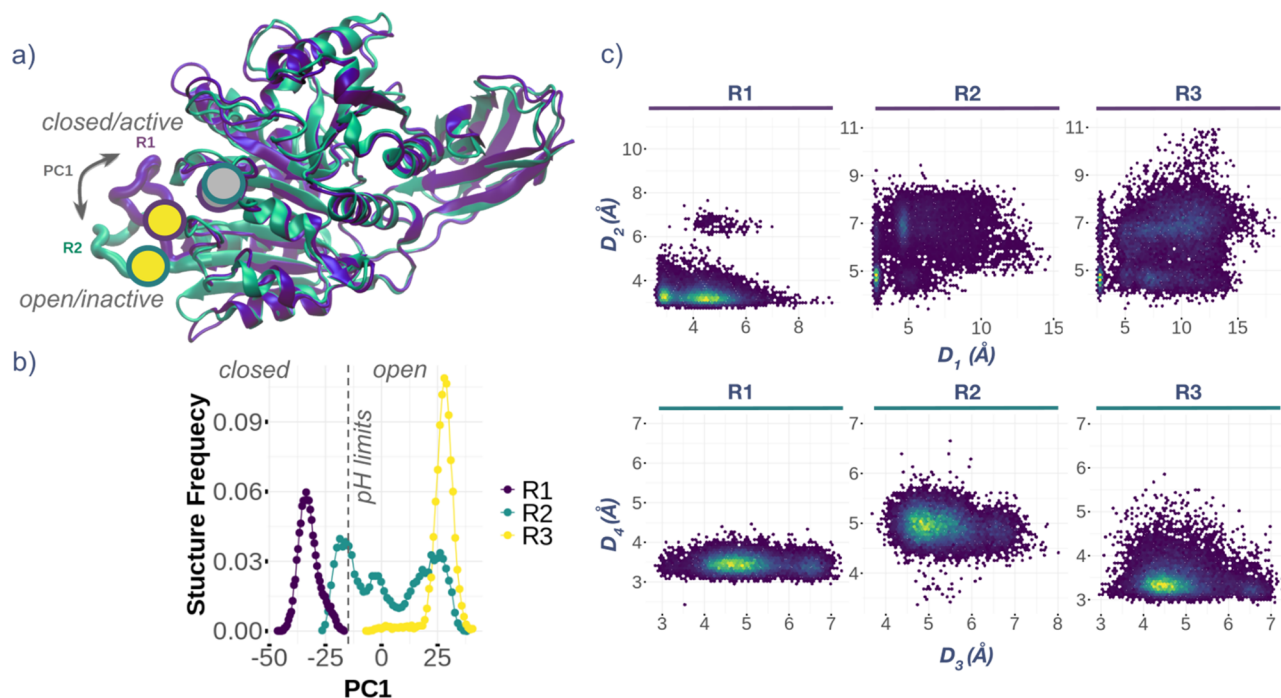 a)
closed/active
R1
PC1
R2
open/inactive
b)
closed
open
Stucture Frequecy
0.09
0.06
0.03
0.00
pH limits
R1
R2
R3
-50
-25
0
25
PC1
c)
R1
R2
R3
D2(Å)
10
8
6
4
4
6
8
11
9
7
5
5
10
15
11
9
7
5
5
10
15
D1 (Å)
R1
R2
R3
D4(Å)
7
6
5
4
3
3
4
5
6
7
7
6
5
4
4
5
6
7
8
7
6
5
4
3
3
4
5
6
7
D3 (Å)